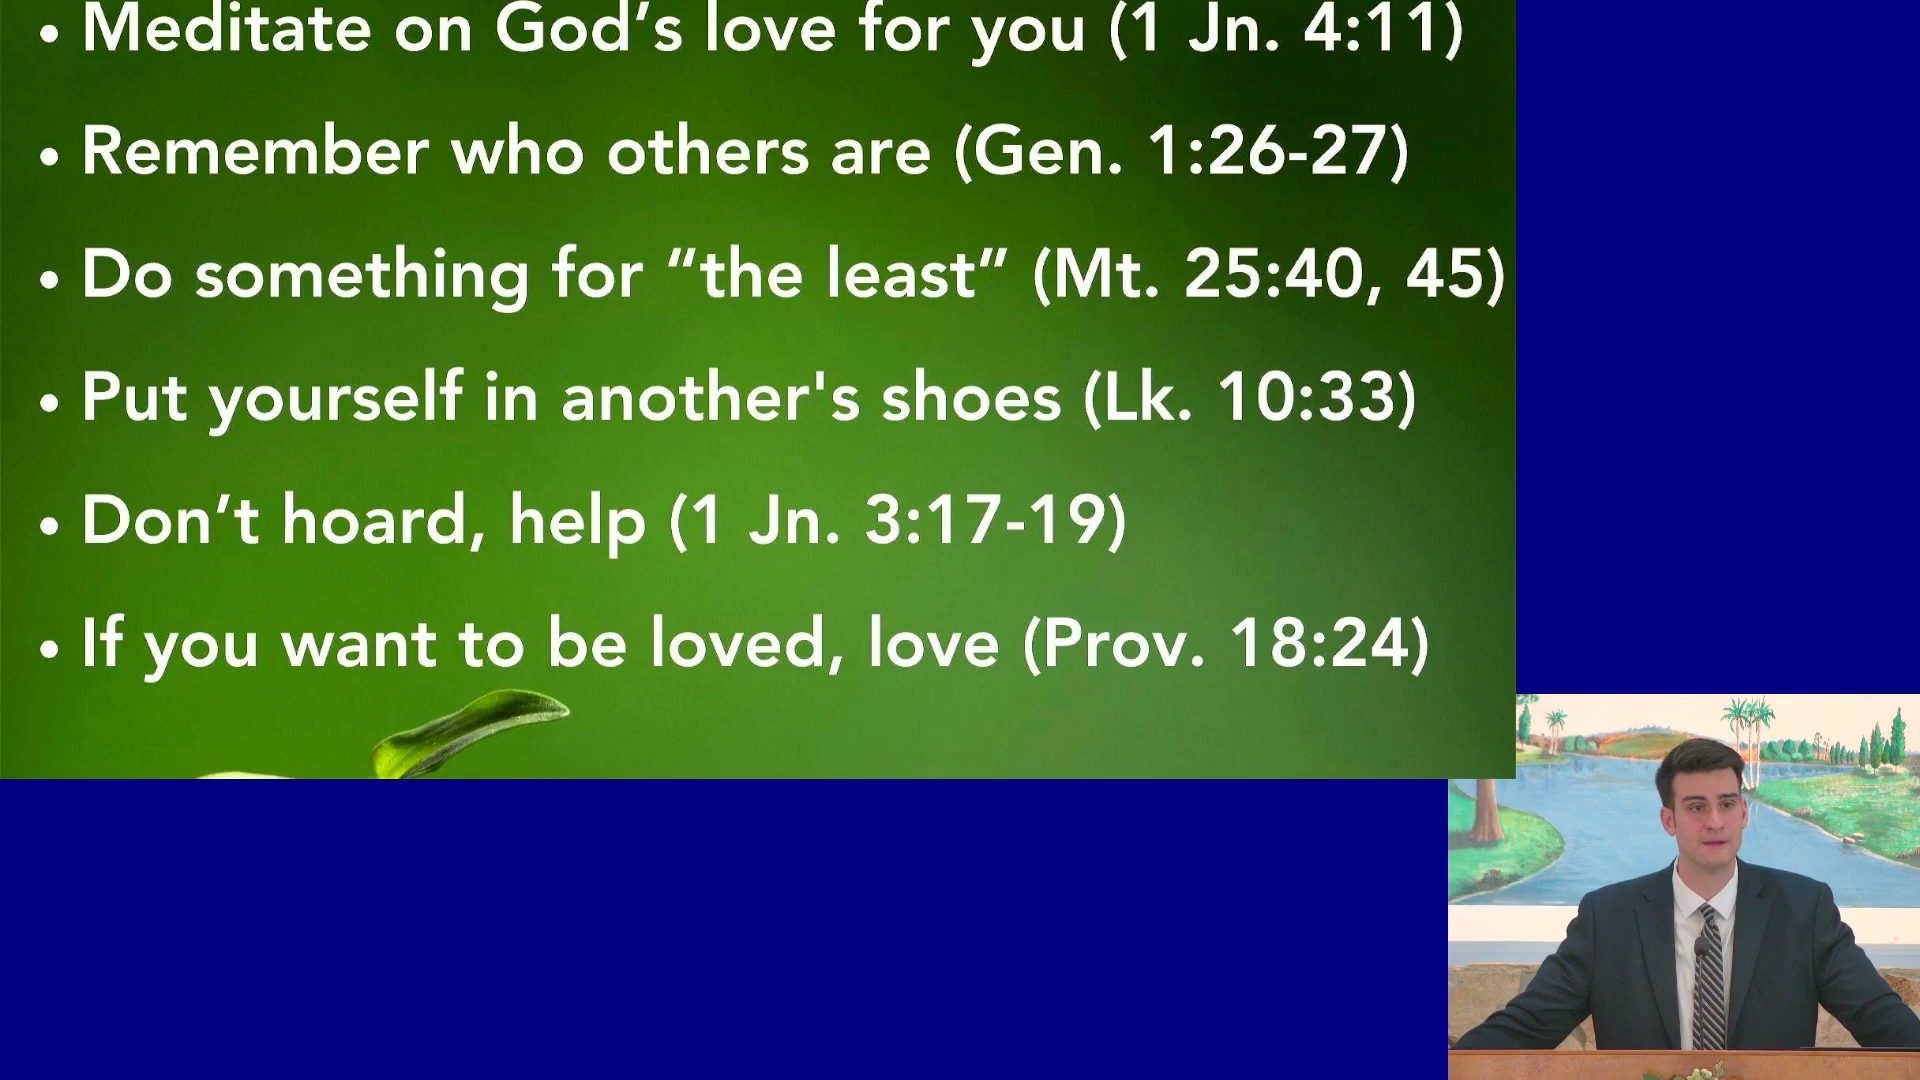 • Meditate on God’s love for you (1 Jn. 4:11)
• Remember who others are (Gen. 1:26-27)
• Do something for “the least” (Mt. 25:40, 45)
• Put yourself in another's shoes (Lk. 10:33)
• Don’t hoard, help (1 Jn. 3:17-19)
• If you want to be loved, love (Prov. 18:24)